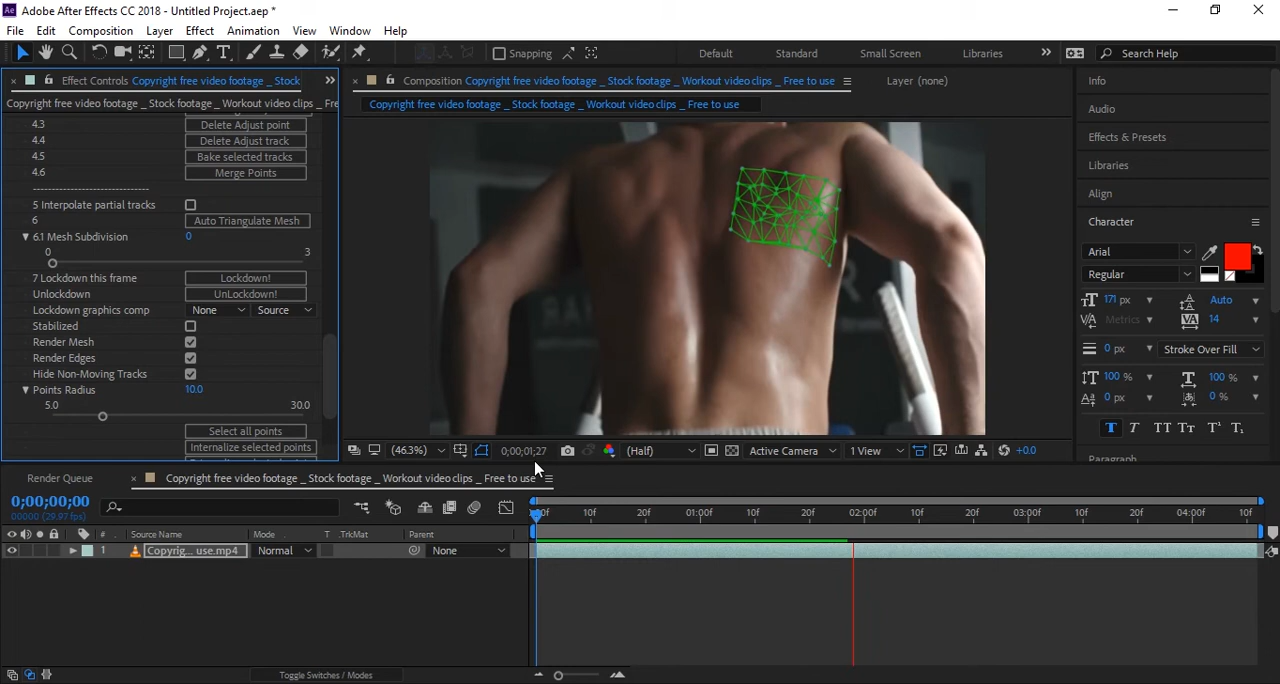 Ae Adobe After Effects CC 2018 - Untitled Project.aep *
File Edit Composition Layer Effect Animation View Window Help
Snapping Default Standard Small Screen Libraries Search Help
Effect Controls Copyright free video footage _ Stock
Composition Copyright free video footage _ Stock footage _ Workout video clips _ Free to use
Layer (none)
Copyright free video footage _ Stock footage _ Workout video clips _ Fre
Copyright free video footage _ Stock footage _ Workout video clips _ Free to use
4.3 Delete Adjust point
4.4 Delete Adjust track
4.5 Bake selected tracks
4.6 Merge Points
5 Interpolate partial tracks
6 Auto Triangulate Mesh
6.1 Mesh Subdivision 0
0 3
7 Lockdown this frame Lockdown!
Unlockdown UnLockdown!
Lockdown graphics comp None Source
Stabilized
Render Mesh
Render Edges
Hide Non-Moving Tracks
Points Radius 10.0
5.0 30.0
Select all points
Internalize selected points
(46.3%) 0;00;01;27 (Half) Active Camera 1 View +0.0
Info
Audio
Effects & Presets
Libraries
Align
Character
Arial
Regular
171 px Auto
Metrics 14
0 px Stroke Over Fill
100 % 100 %
0 px 0 %
T T TT Tт T¹ T₁
Paragraph
Render Queue Copyright free video footage _ Stock footage _ Workout video clips _ Free to use
0;00;00;00
00000 (29.97 fps)
:00f 10f 20f 01:00f 10f 20f 02:00f 10f 20f 03:00f 10f 20f 04:00f 10f
# Source Name Mode T .TrkMat Parent
1 Copyrig... use.mp4 Normal None
Toggle Switches / Modes